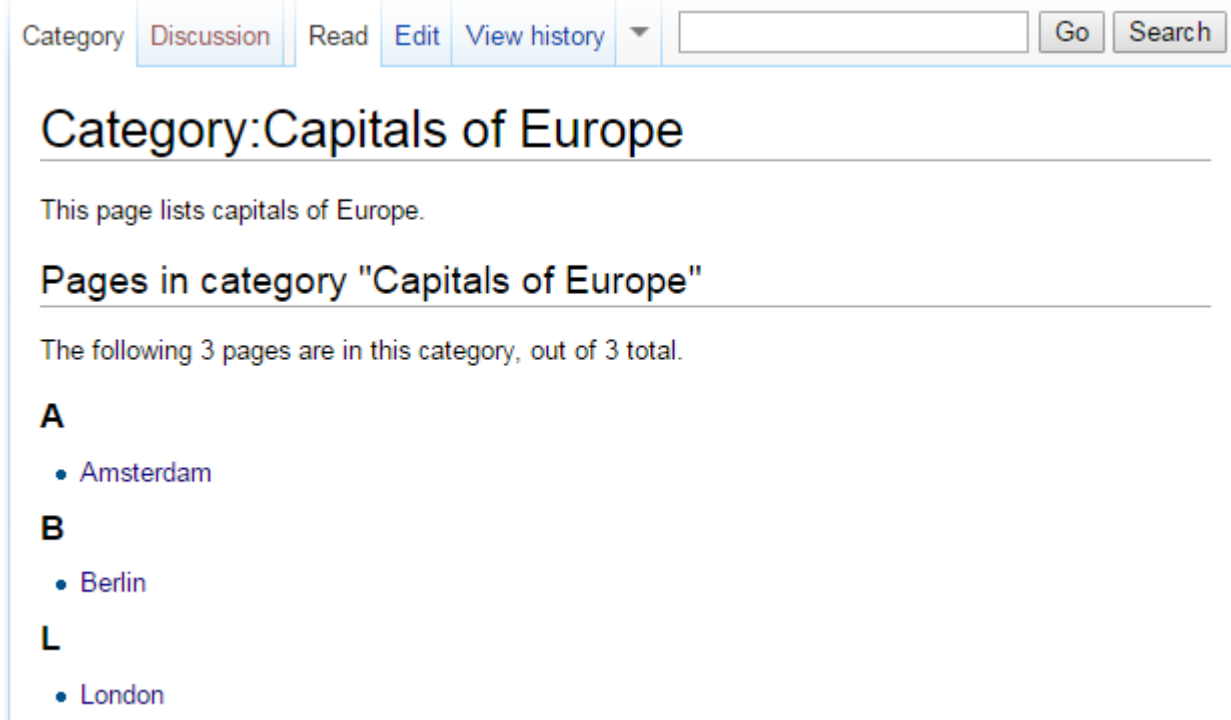 Category Discussion Read Edit View history Go Search
Category:Capitals of Europe
This page lists capitals of Europe.
Pages in category "Capitals of Europe"
The following 3 pages are in this category, out of 3 total.
A
Amsterdam
B
Berlin
L
London